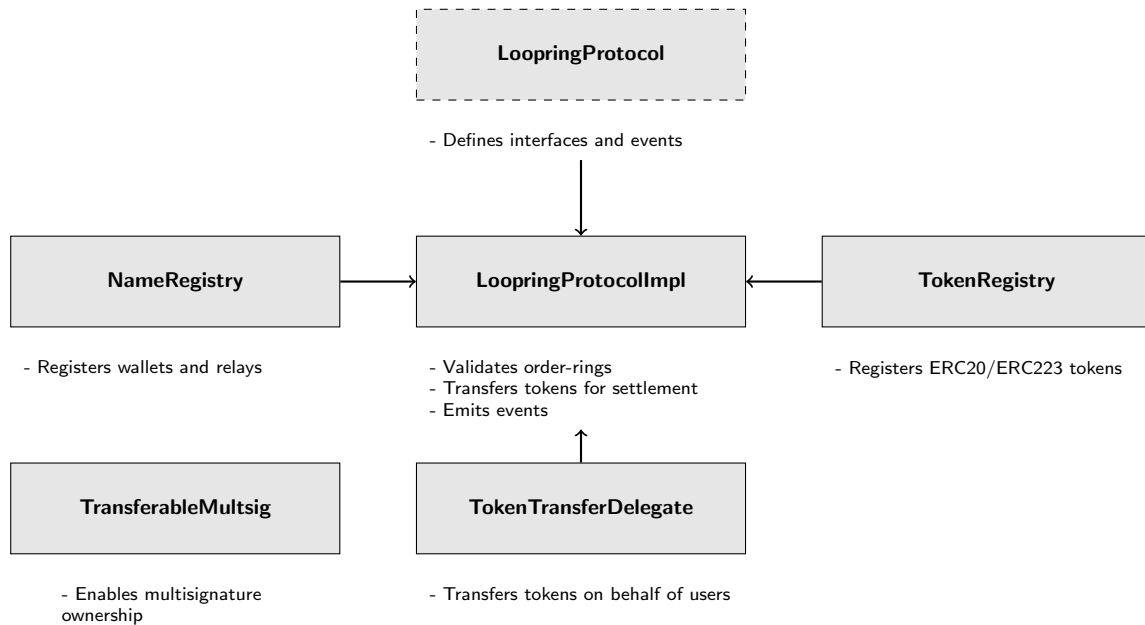 LoopringProtocol
- Defines interfaces and events
NameRegistry
LoopringProtocolImpl
TokenRegistry
- Registers wallets and relays
- Validates order-rings
- Transfers tokens for settlement
- Emits events
- Registers ERC20/ERC223 tokens
TransferableMultsig
TokenTransferDelegate
- Enables multisignature
ownership
- Transfers tokens on behalf of users